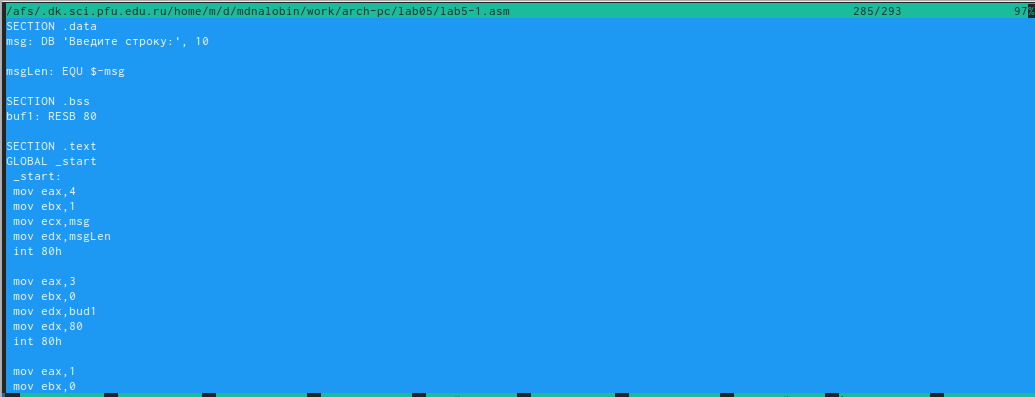 /afs/.dk.sci.pfu.edu.ru/home/m/d/mdnalobin/work/arch-pc/lab05/lab5-1.asm 285/293 97%
SECTION .data
msg: DB 'Введите строку:', 10
msgLen: EQU $-msg
SECTION .bss
buf1: RESB 80
SECTION .text
GLOBAL _start
_start:
mov eax,4
mov ebx,1
mov ecx,msg
mov edx,msgLen
int 80h
mov eax,3
mov ebx,0
mov edx,bud1
mov edx,80
int 80h
mov eax,1
mov ebx,0